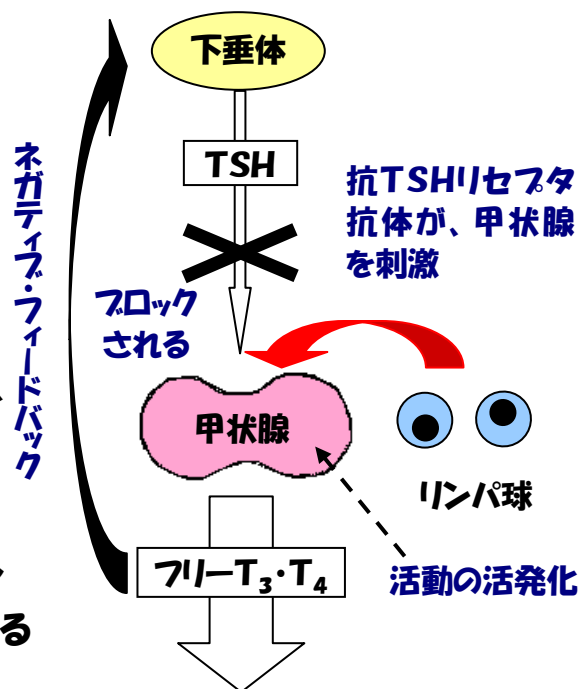 下垂体
TSH
抗TSHリセプタ
抗体が、甲状腺
を刺激
ネガティブ・フィードバック
ブロック
される
甲状腺
リンパ球
フリーT₃・T₄
活動の活発化
る